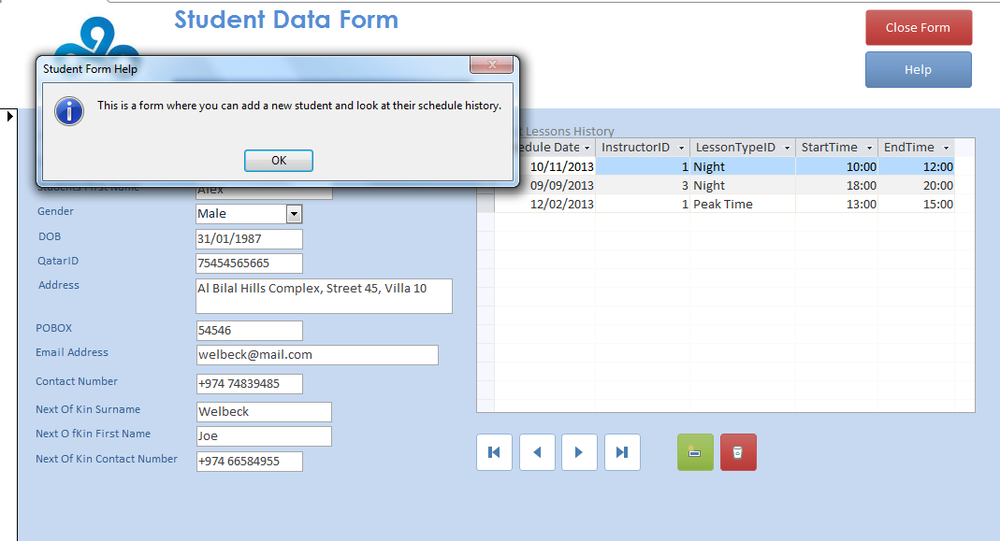 Student Data Form
Close Form
Help
Student Form Help
This is a form where you can add a new student and look at their schedule history.
OK
Lessons History
Date InstructorID LessonTypeID StartTime EndTime
10/11/2013 1 Night 10:00 12:00
09/09/2013 3 Night 18:00 20:00
12/02/2013 1 Peak Time 13:00 15:00
Students First Name Alex
Gender Male
DOB 31/01/1987
QatarID 75454565665
Address Al Bilal Hills Complex, Street 45, Villa 10
POBOX 54546
Email Address welbeck@mail.com
Contact Number +974 74839485
Next Of Kin Surname Welbeck
Next O fKin First Name Joe
Next Of Kin Contact Number +974 66584955